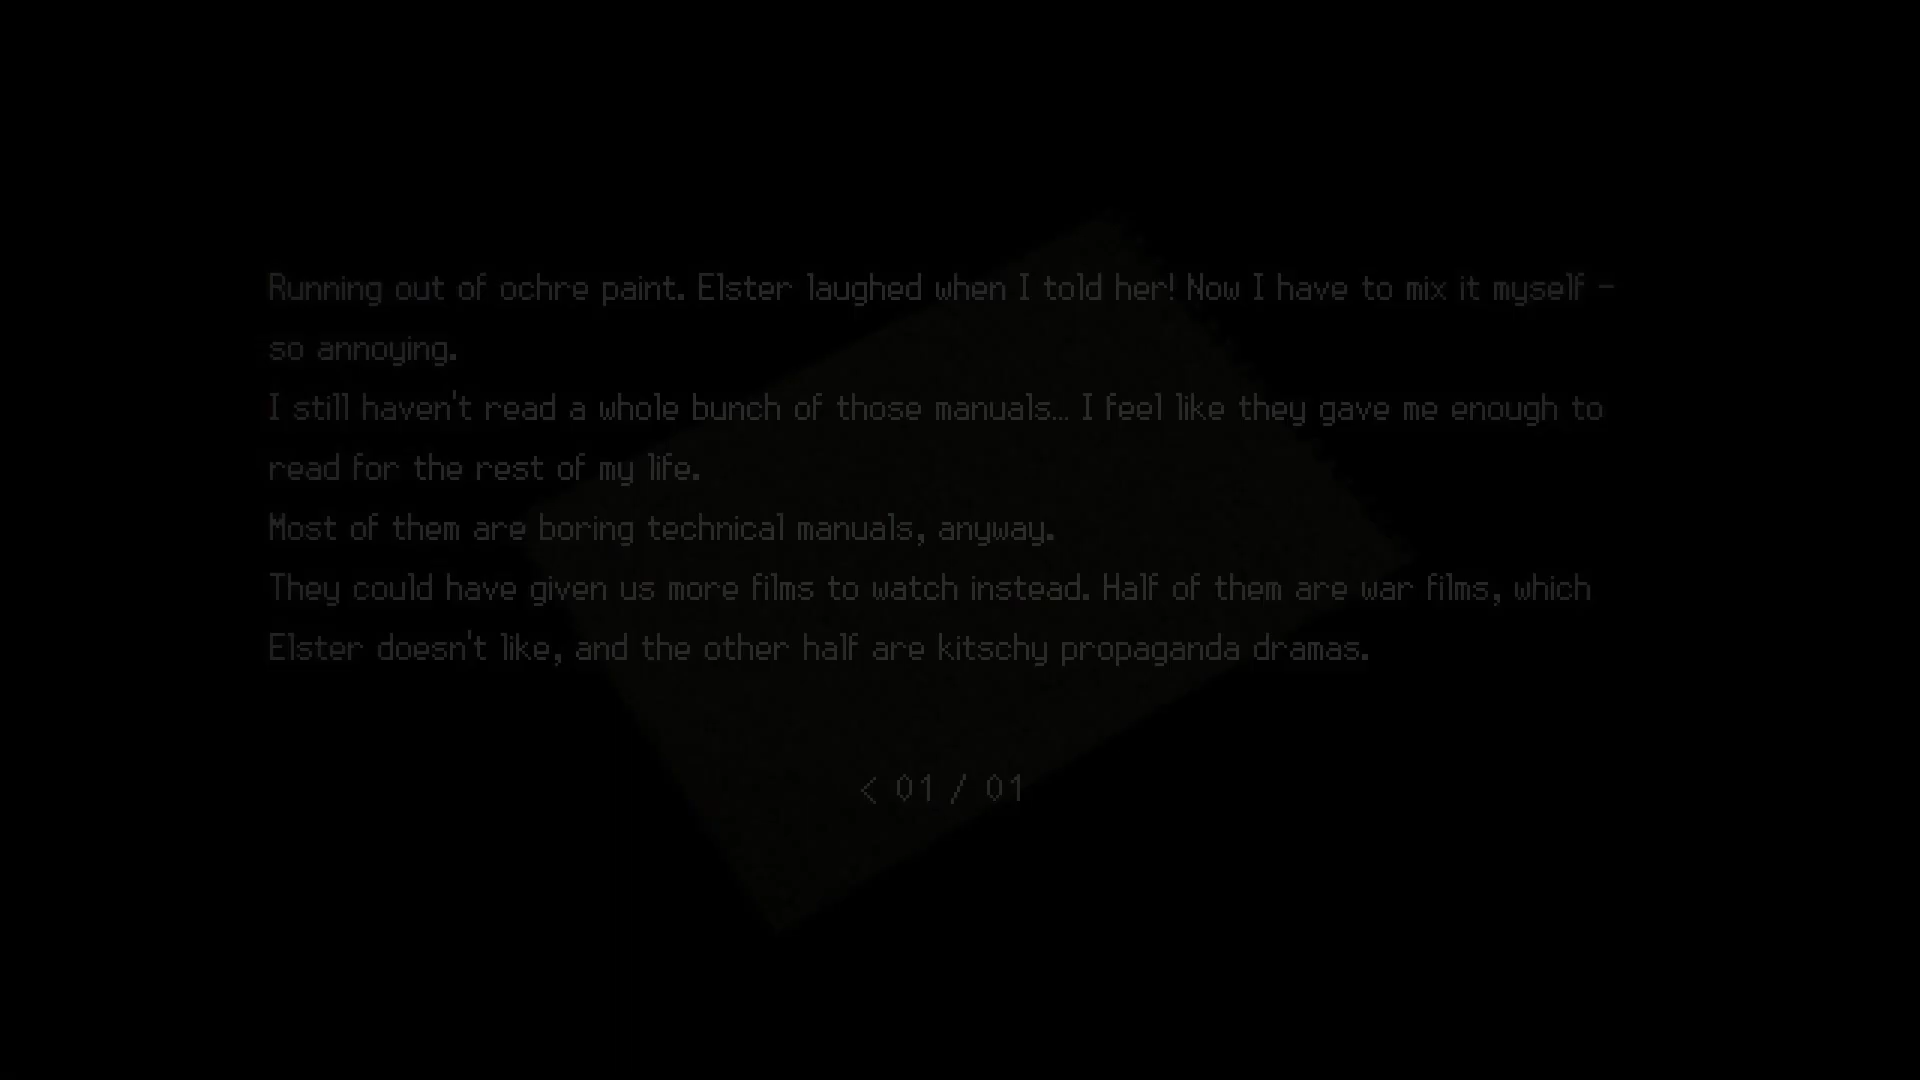 Running out of ochre paint. Elster laughed when I told her! Now I have to mix it myself -
so annoying.
I still haven't read a whole bunch of those manuals... I feel like they gave me enough to
read for the rest of my life.
Most of them are boring technical manuals, anyway.
They could have given us more films to watch instead. Half of them are war films, which
Elster doesn't like, and the other half are kitschy propaganda dramas.
< 01 / 01